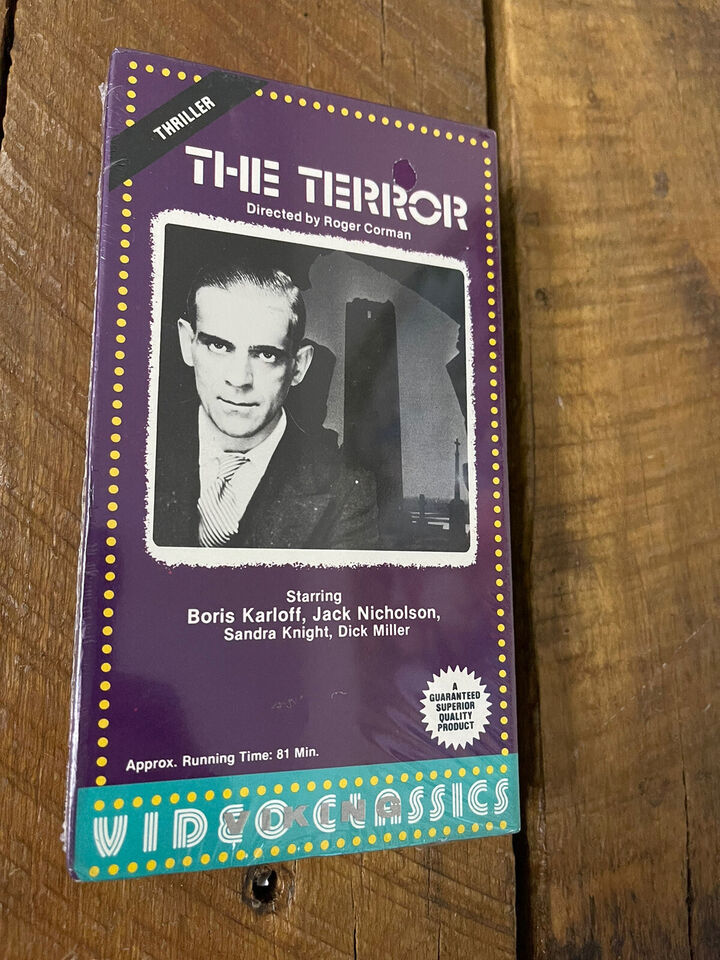 THRILLER
THE TERROR
Directed by Roger Corman
Starring
Boris Karloff, Jack Nicholson,
Sandra Knight, Dick Miller
A
GUARANTEED
SUPERIOR
QUALITY
PRODUCT
Approx. Running Time: 81 Min.
VIKING
VIDEO CLASSICS